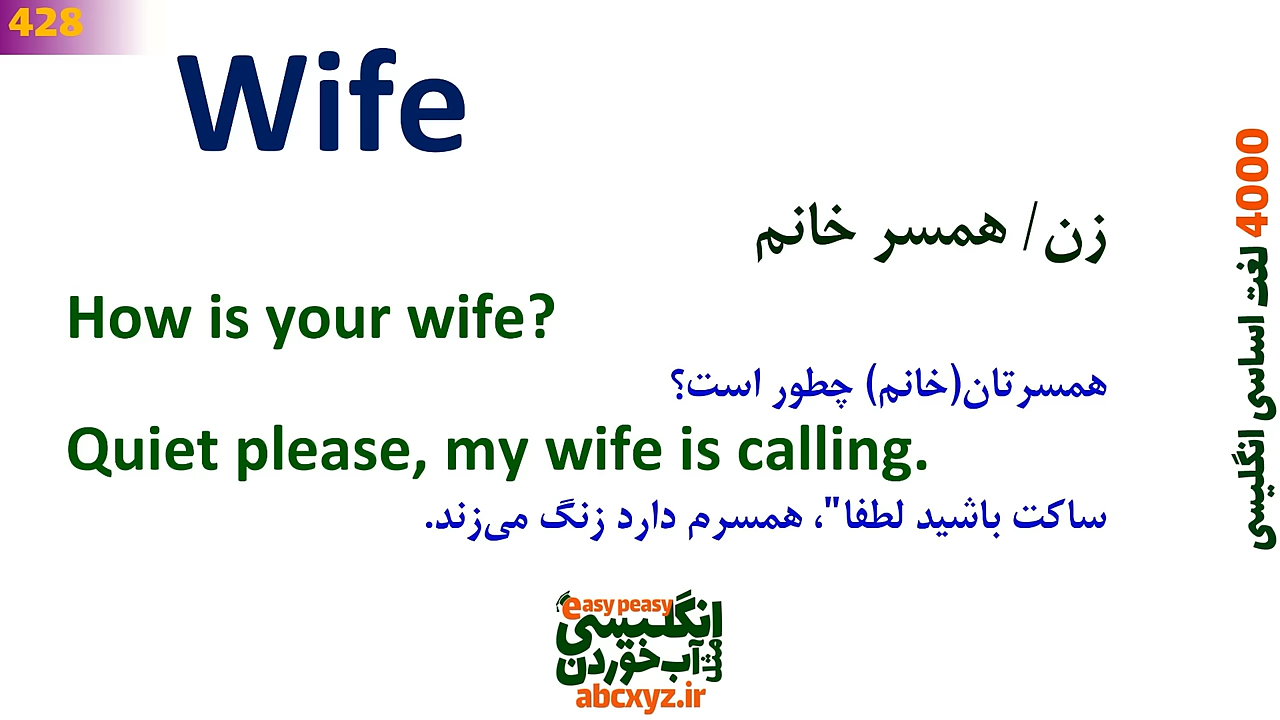 428
Wife
زن/ همسر خانم
How is your wife?
همسرتان(خانم) چطور است؟
Quiet please, my wife is calling.
ساکت باشید لطفا"، همسرم دارد زنگ می‌زند.
4000 لغت اساسی انگلیسی
easy peasy
انگلیسی
مثل آب خوردن
abcxyz.ir